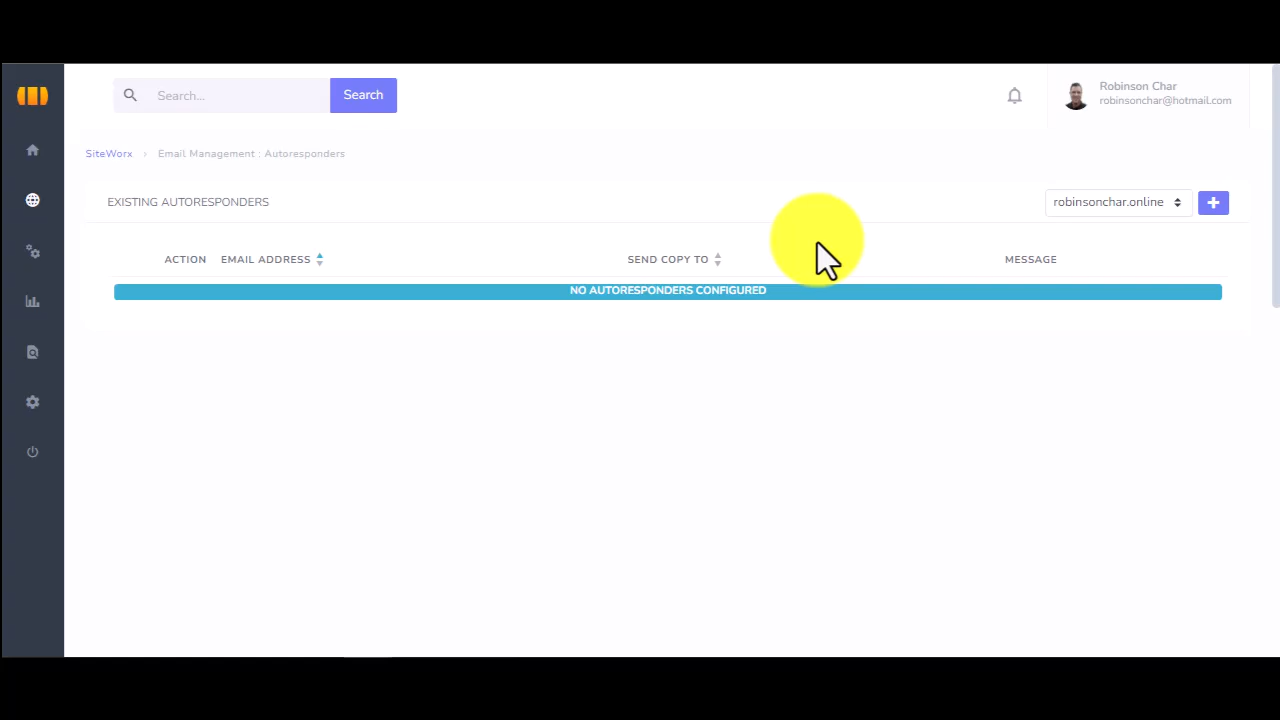 Search...
Search
Robinson Char
robinsonchar@hotmail.com
SiteWorx › Email Management : Autoresponders
EXISTING AUTORESPONDERS
robinsonchar.online
ACTION EMAIL ADDRESS SEND COPY TO MESSAGE
NO AUTORESPONDERS CONFIGURED